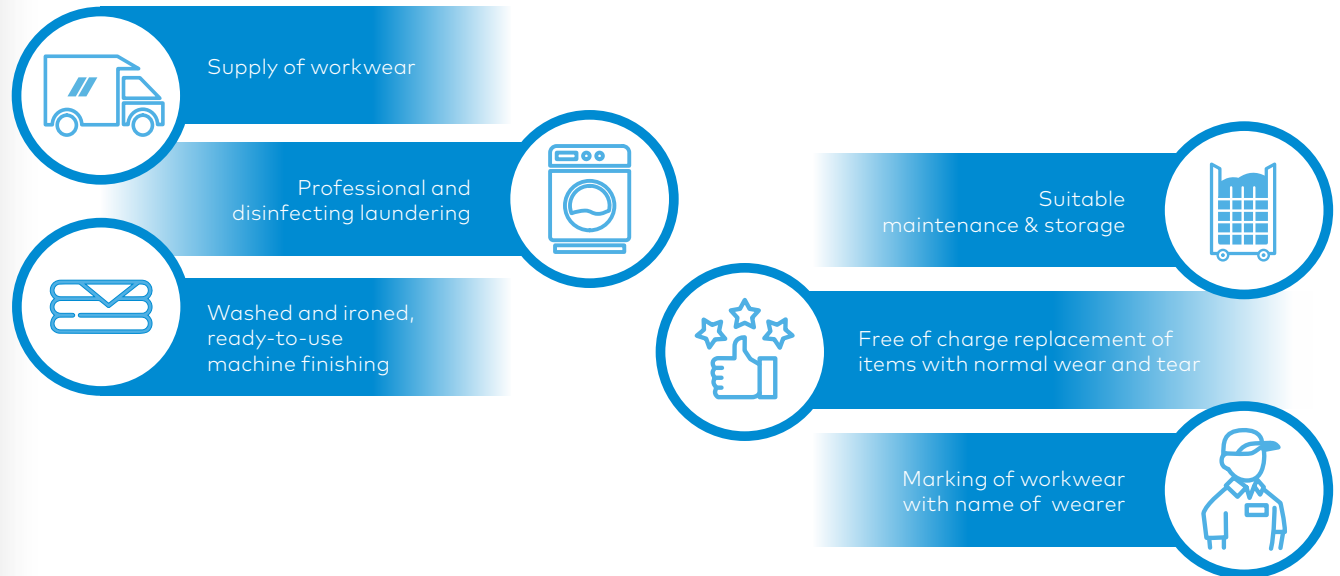 Supply of workwear
Professional and
disinfecting laundering
Washed and ironed,
ready-to-use
machine finishing
Suitable
maintenance & storage
Free of charge replacement of
items with normal wear and tear
Marking of workwear
with name of wearer